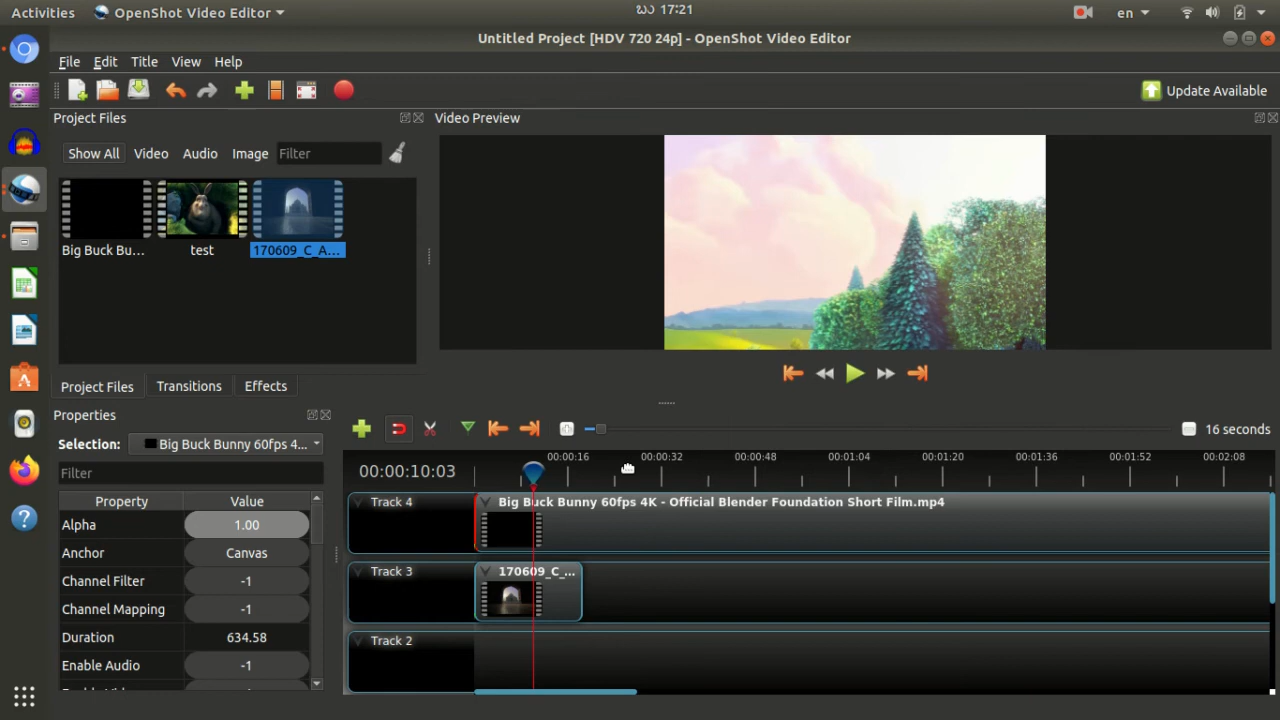 Activities OpenShot Video Editor ວັງ 17:21 en
Untitled Project [HDV 720 24p] - OpenShot Video Editor
File Edit Title View Help
Update Available
Project Files
Video Preview
Show All Video Audio Image Filter
Big Buck Bu... test 170609_C_A...
Project Files Transitions Effects
Properties
Selection: Big Buck Bunny 60fps 4...
16 seconds
Filter
00:00:10:03
00:00:16 00:00:32 00:00:48 00:01:04 00:01:20 00:01:36 00:01:52 00:02:08
Property Value
Alpha 1.00
Anchor Canvas
Channel Filter -1
Channel Mapping -1
Duration 634.58
Enable Audio -1
Track 4 Big Buck Bunny 60fps 4K - Official Blender Foundation Short Film.mp4
Track 3 170609_C_...
Track 2